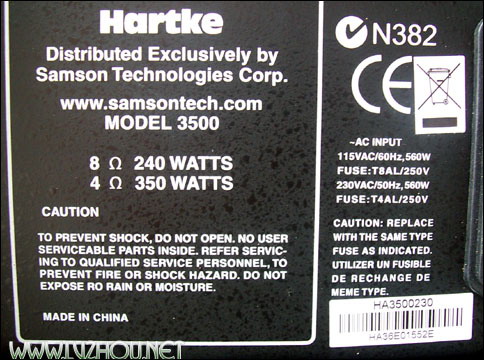 Hartke
Distributed Exclusively by
Samson Technologies Corp.
www.samsontech.com
MODEL 3500
8 Ω 240 WATTS
4 Ω 350 WATTS
CAUTION
TO PREVENT SHOCK, DO NOT OPEN. NO USER
SERVICEABLE PARTS INSIDE. REFER SERVIC-
ING TO QUALIFIED SERVICE PERSONNEL, TO
PREVENT FIRE OR SHOCK HAZARD. DO NOT
EXPOSE RO RAIN OR MOISTURE.
MADE IN CHINA
N382
CE
~AC INPUT
115VAC/60Hz, 560W
FUSE:T8AL/250V
230VAC/50Hz, 560W
FUSE:T4AL/250V
CAUTION: REPLACE
WITH THE SAME TYPE
FUSE AS INDICATED.
UTILIZER UN FUSIBLE
DE RECHANGE DE
MEME TYPE.
HA3500230
HA36E01552E
WWW.LVZHOU.NET